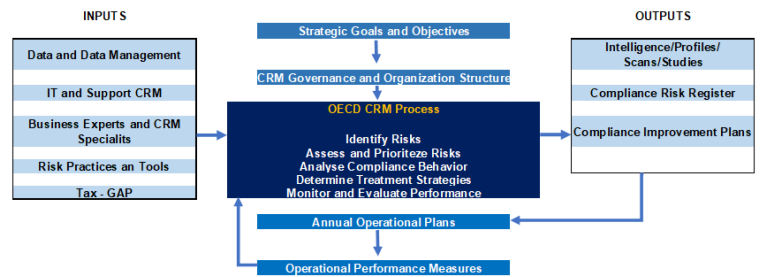 INPUTS
Data and Data Management
IT and Support CRM
Business Experts and CRM
Specialits
Risk Practices an Tools
Tax - GAP
Strategic Goals and Objectives
CRM Governance and Organization Structure
OECD CRM Process
Identify Risks
Assess and Prioriteze Risks
Analyse Compliance Behavior
Determine Treatment Strategies
Monitor and Evaluate Performance
Annual Operational Plans
Operational Performance Measures
OUTPUTS
Intelligence/Profiles/
Scans/Studies
Compliance Risk Register
Compliance Improvement Plans